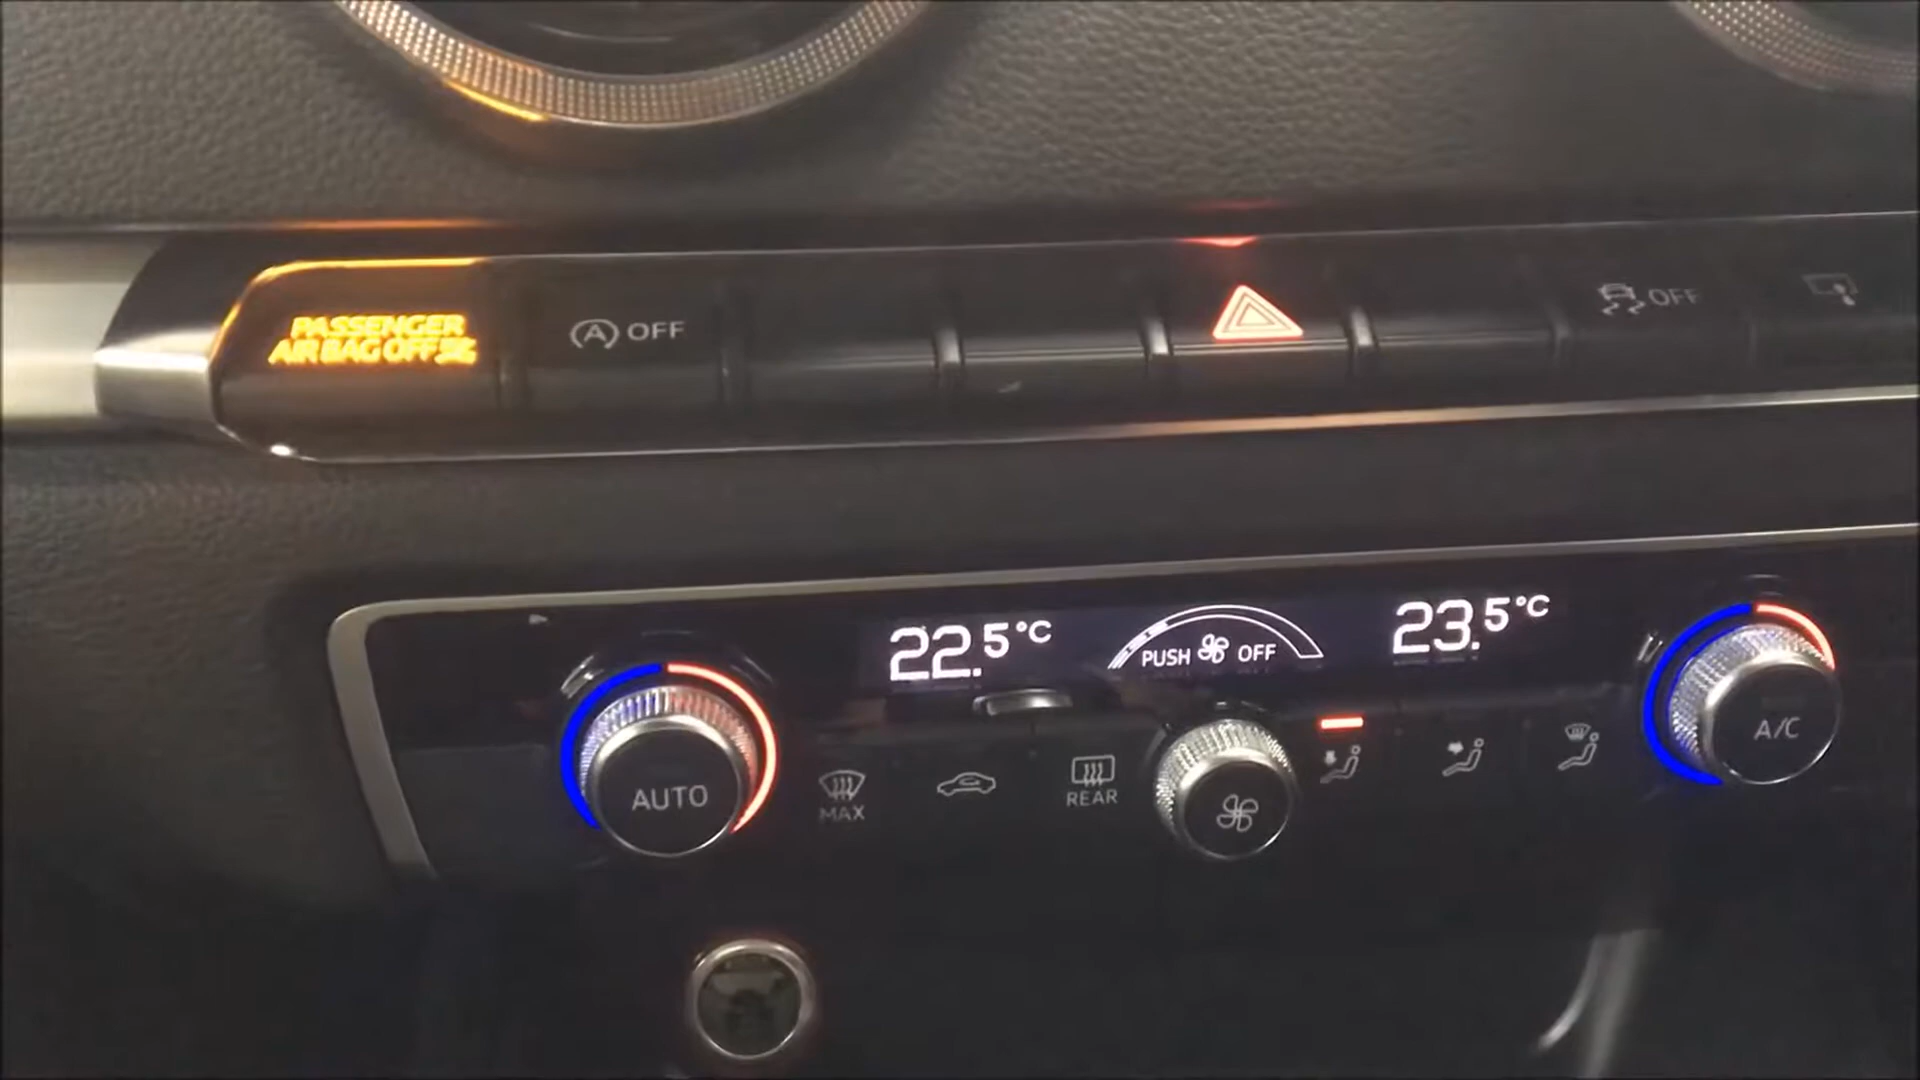 PASSENGER
AIR BAG OFF
A OFF
OFF
22.5°C
PUSH OFF
23.5°C
AUTO
MAX
REAR
A/C